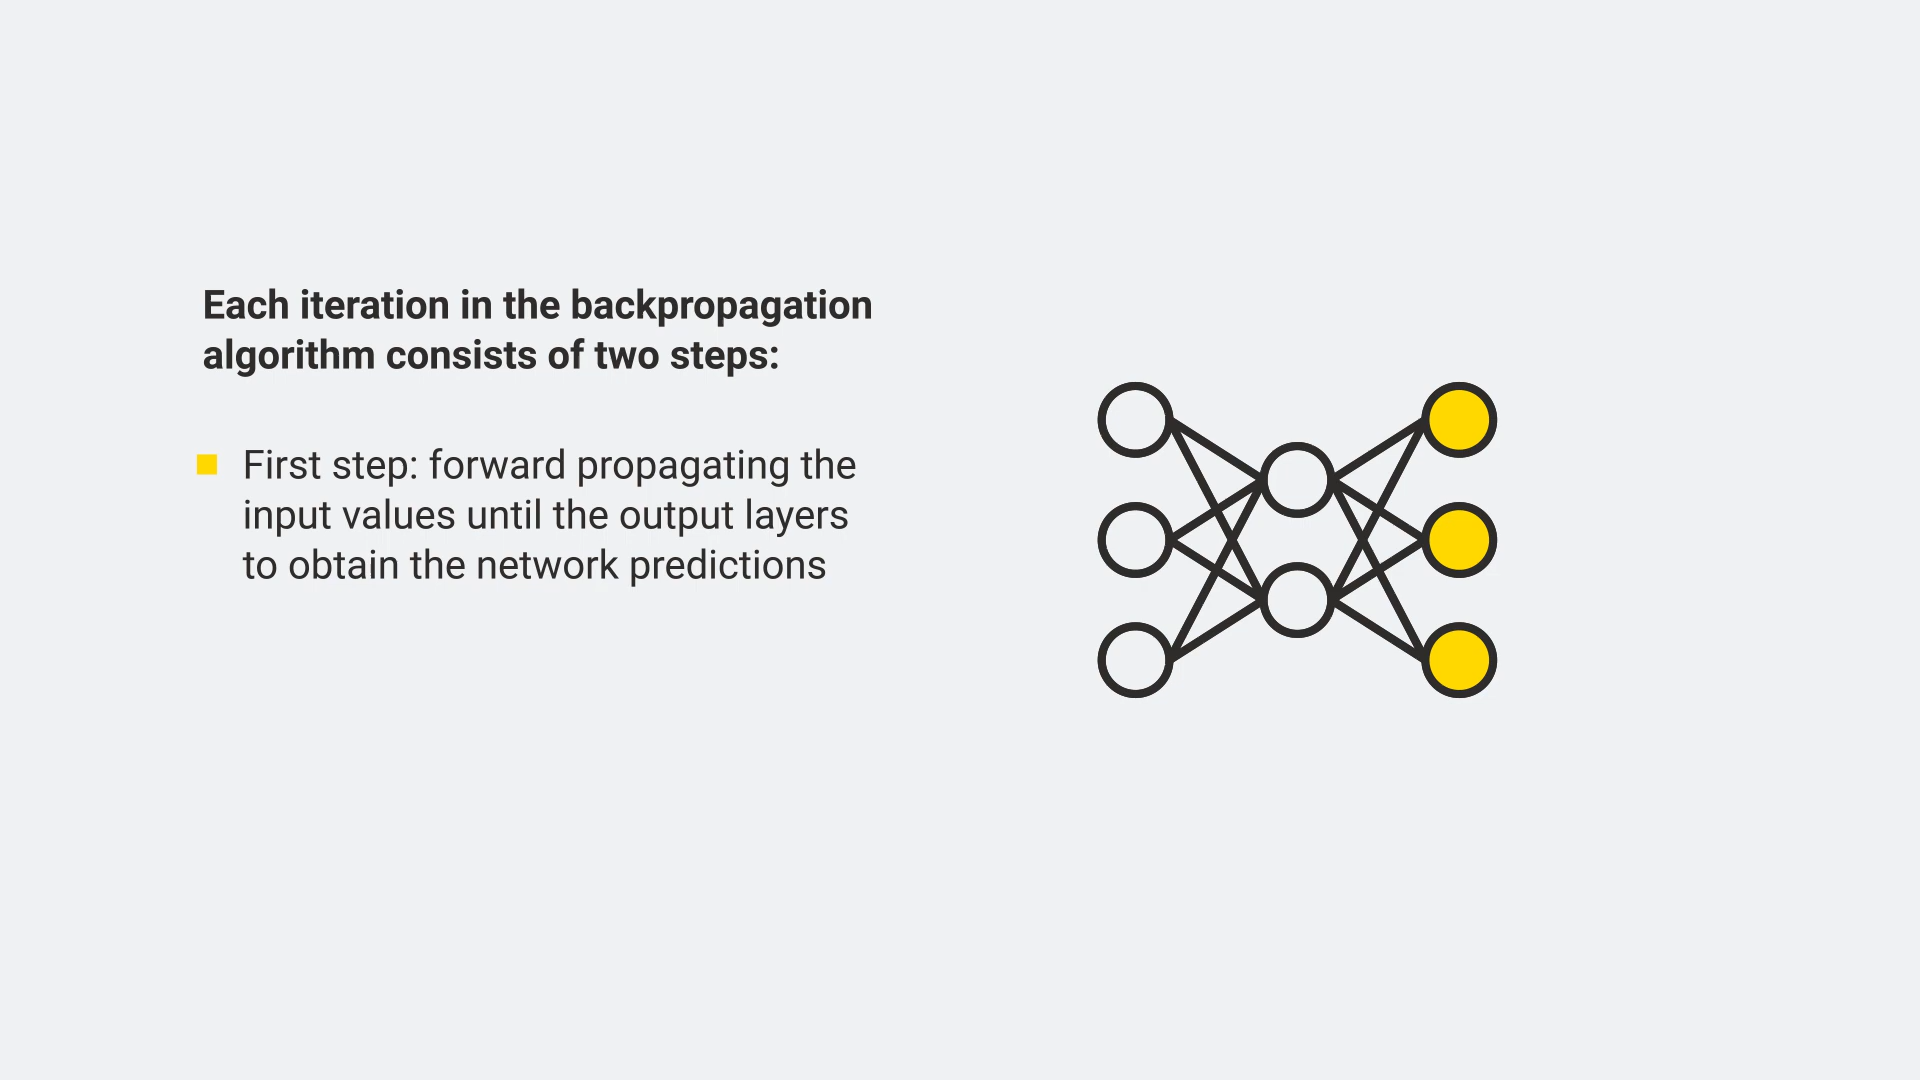 Each iteration in the backpropagation
algorithm consists of two steps:
First step: forward propagating the
input values until the output layers
to obtain the network predictions